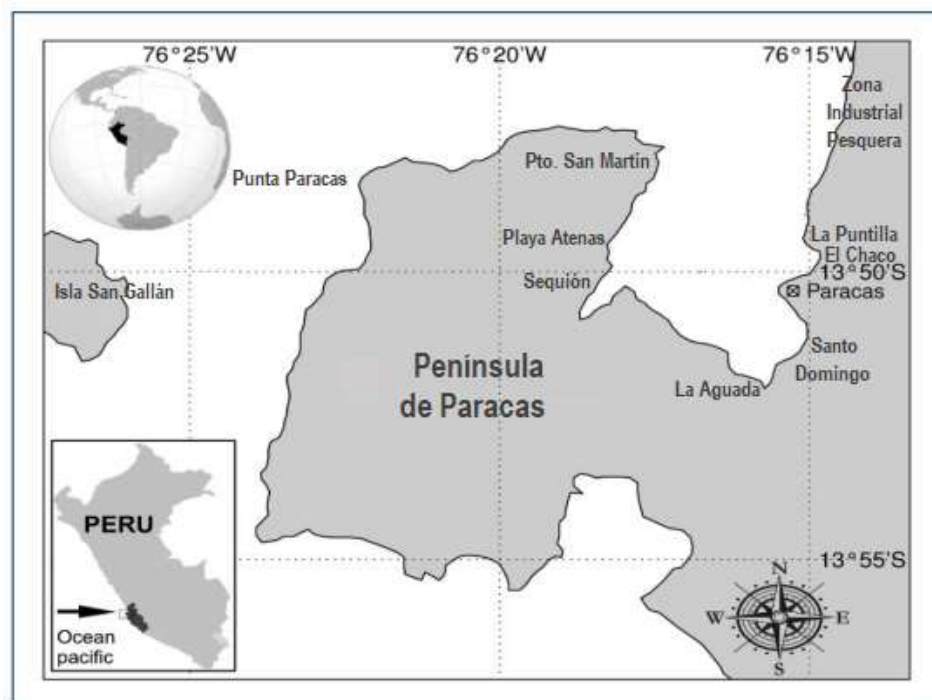 76°25'W
76°20'W
76°15'W
Zona
Industrial
Pesquera
Pto. San Martín
Punta Paracas
La Puntilla
Playa Atenas
El Chaco
13°50'S
Sequión
Isla San Gallán
Paracas
Santo
Domingo
Península
de Paracas
La Aguada
PERU
13°55'S
N
W
E
S
Ocean
pacific